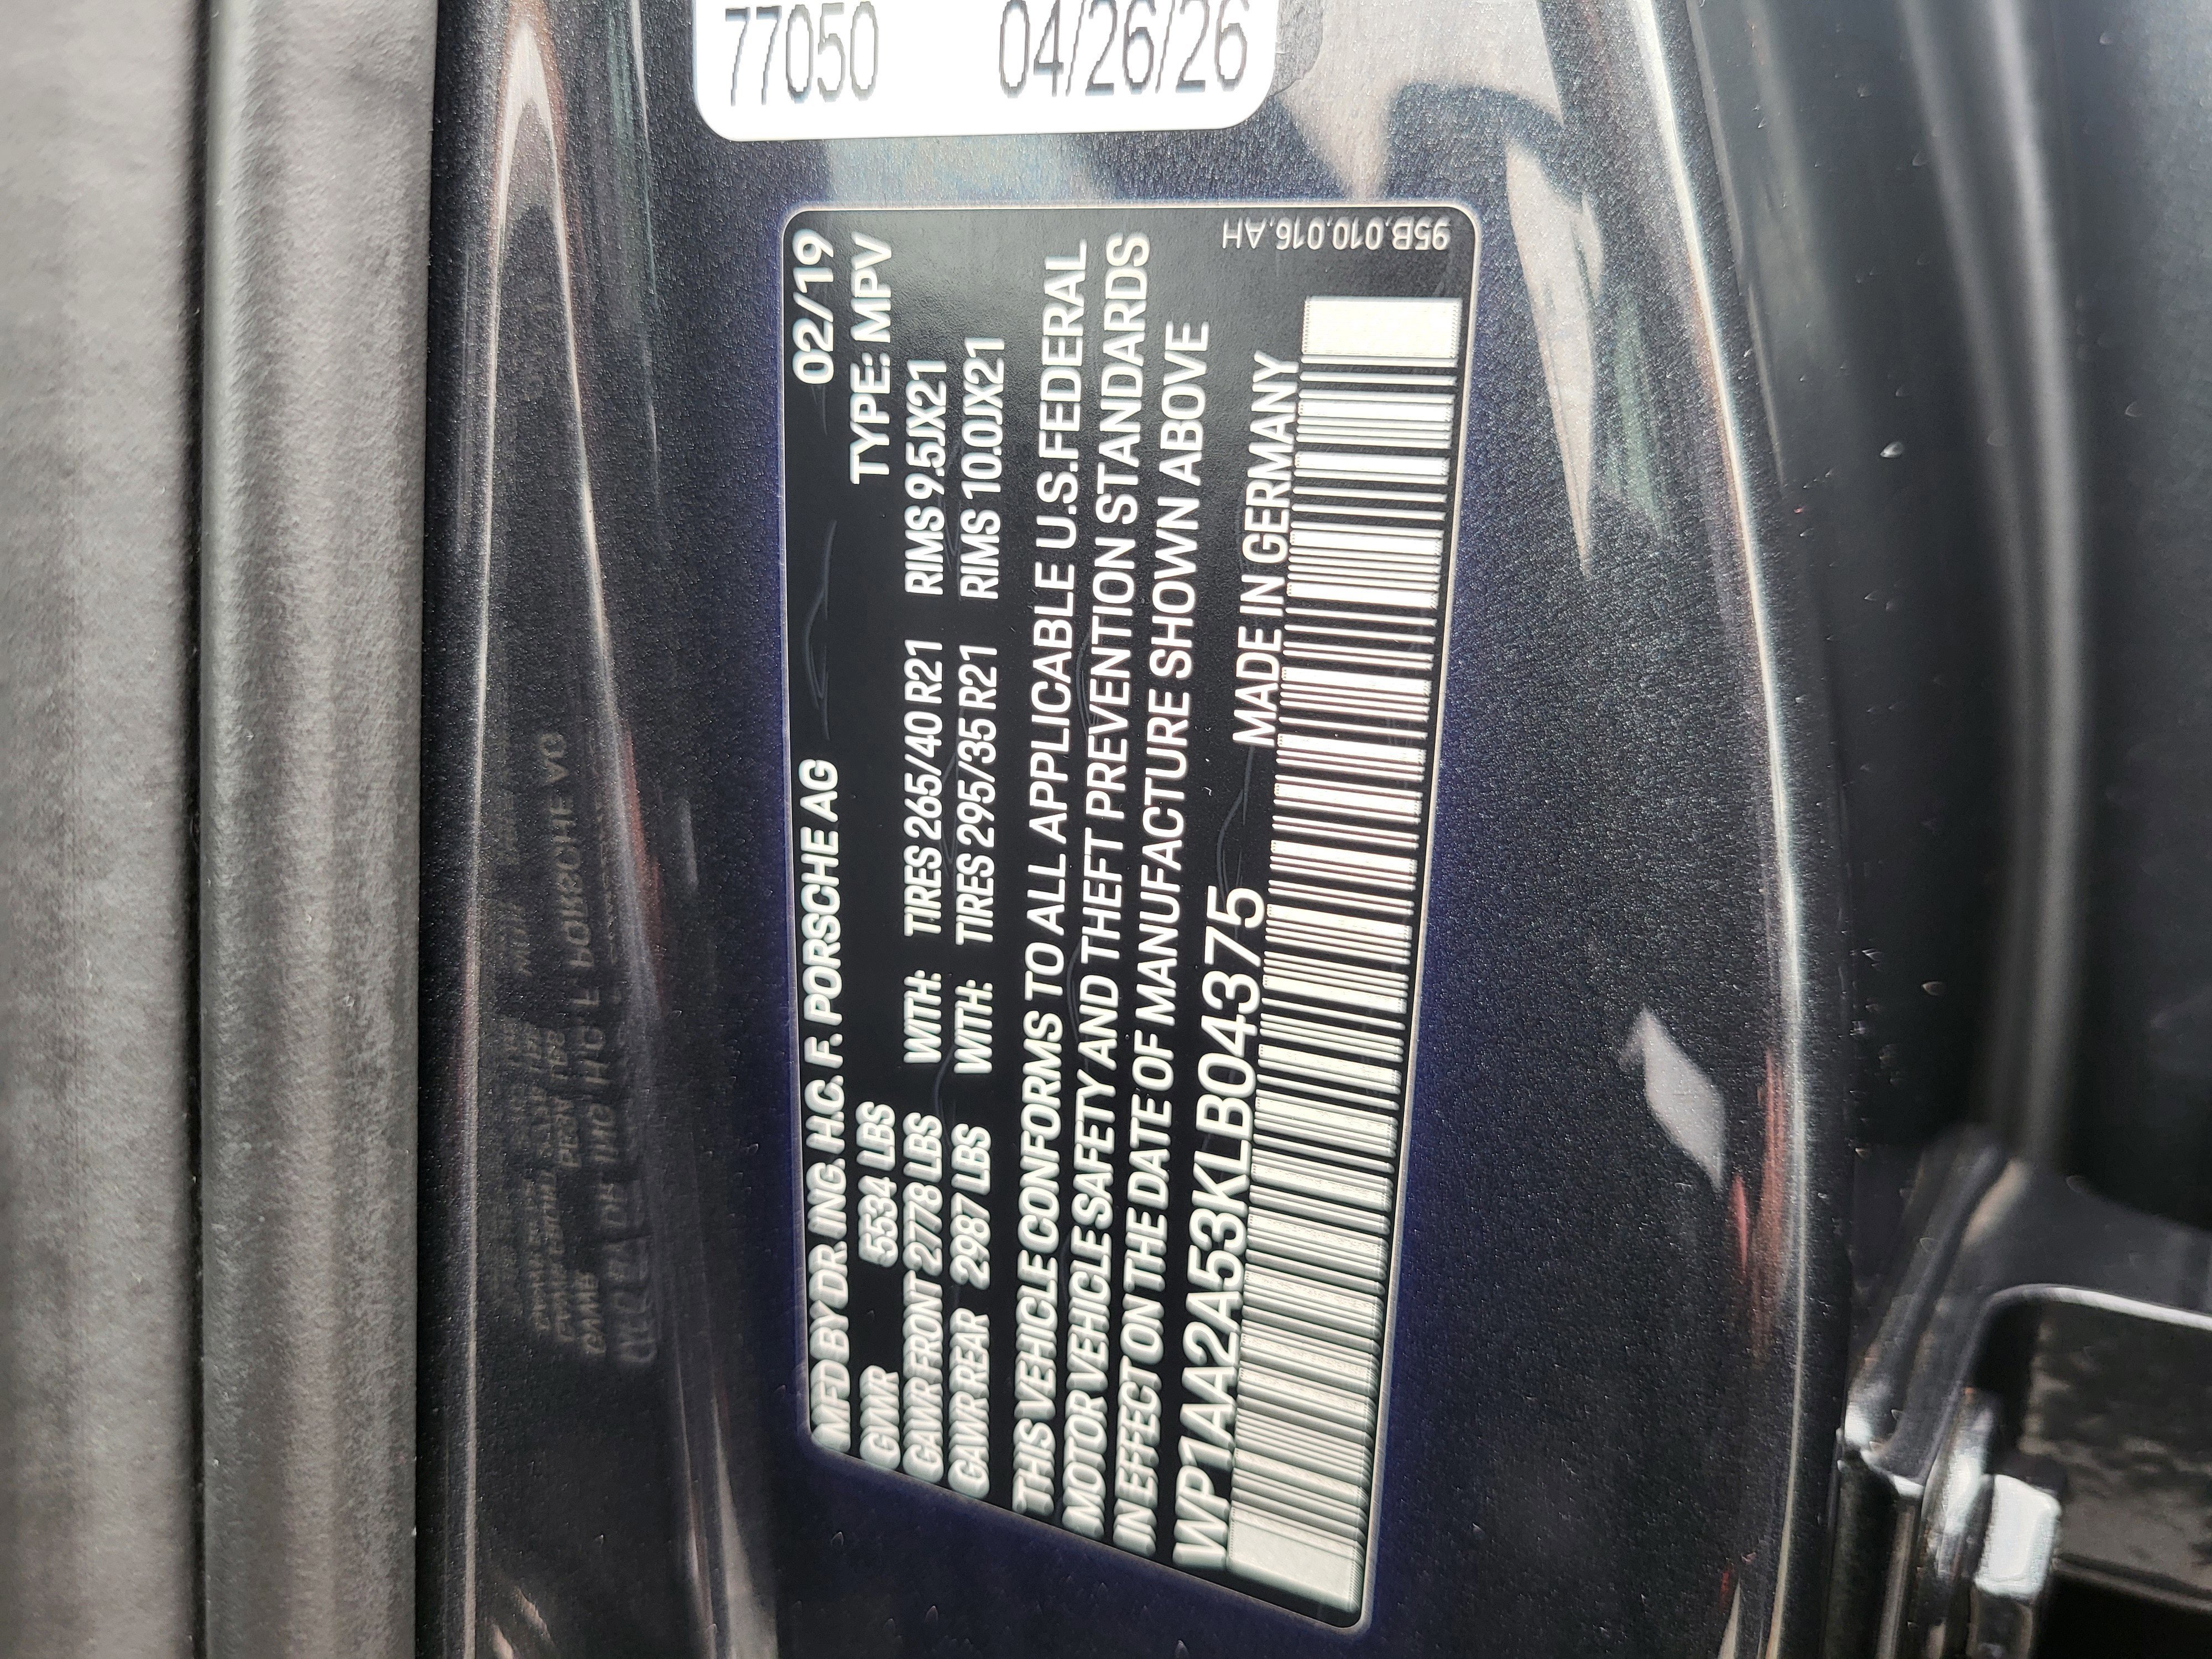 77050 04/26/26
MFD BY DR. ING. H.C. F. PORSCHE AG 02/19
GVWR 5534 LBS TYPE: MPV
GAWR FRONT 2778 LBS WITH: TIRES 265/40 R21 RIMS 9.5JX21
GAWR REAR 2987 LBS WITH: TIRES 295/35 R21 RIMS 10.0JX21
THIS VEHICLE CONFORMS TO ALL APPLICABLE U.S.FEDERAL
MOTOR VEHICLE SAFETY AND THEFT PREVENTION STANDARDS
IN EFFECT ON THE DATE OF MANUFACTURE SHOWN ABOVE
WP1AA2A53KLB04375 MADE IN GERMANY
95B.010.016.AH